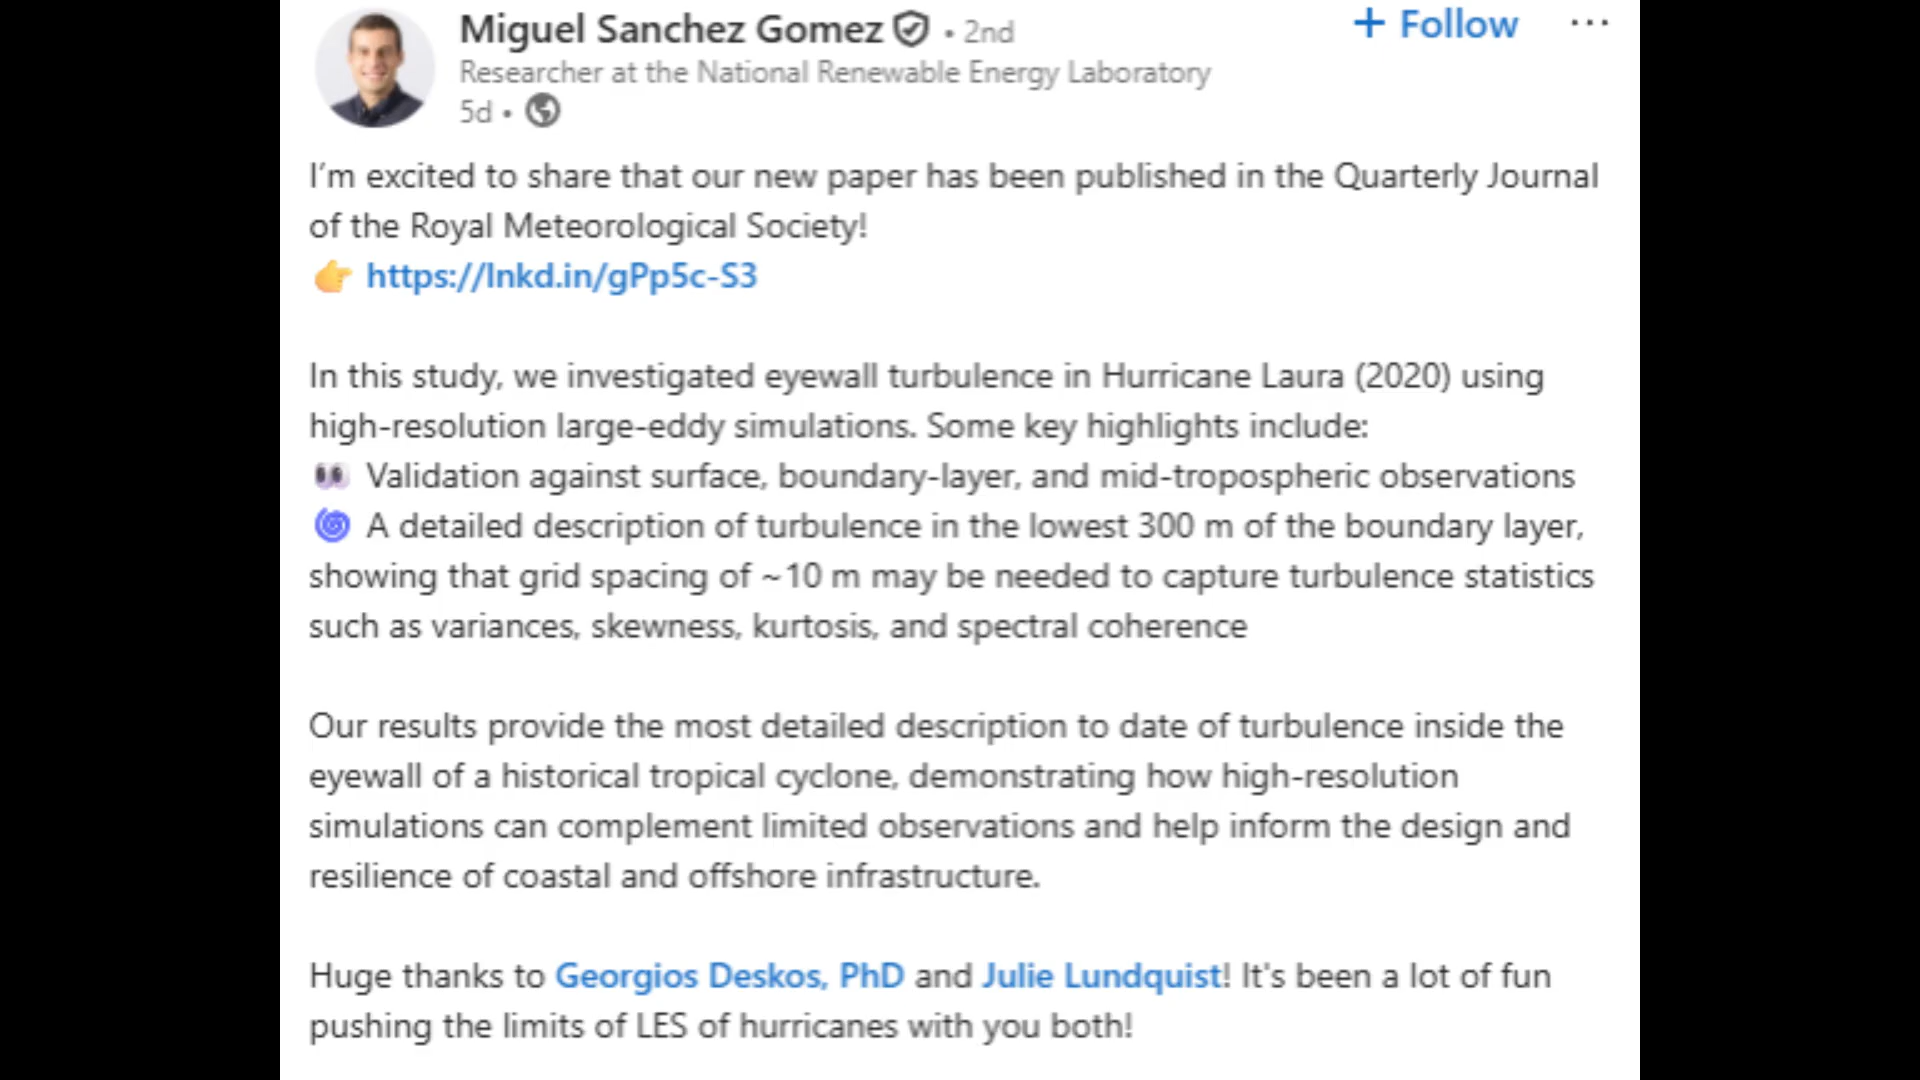 Miguel Sanchez Gomez • 2nd
+ Follow ...
Researcher at the National Renewable Energy Laboratory
5d •
I’m excited to share that our new paper has been published in the Quarterly Journal
of the Royal Meteorological Society!
👉 https://lnkd.in/gPp5c-S3
In this study, we investigated eyewall turbulence in Hurricane Laura (2020) using
high-resolution large-eddy simulations. Some key highlights include:
👀 Validation against surface, boundary-layer, and mid-tropospheric observations
🌀 A detailed description of turbulence in the lowest 300 m of the boundary layer,
showing that grid spacing of ~10 m may be needed to capture turbulence statistics
such as variances, skewness, kurtosis, and spectral coherence
Our results provide the most detailed description to date of turbulence inside the
eyewall of a historical tropical cyclone, demonstrating how high-resolution
simulations can complement limited observations and help inform the design and
resilience of coastal and offshore infrastructure.
Huge thanks to Georgios Deskos, PhD and Julie Lundquist! It's been a lot of fun
pushing the limits of LES of hurricanes with you both!